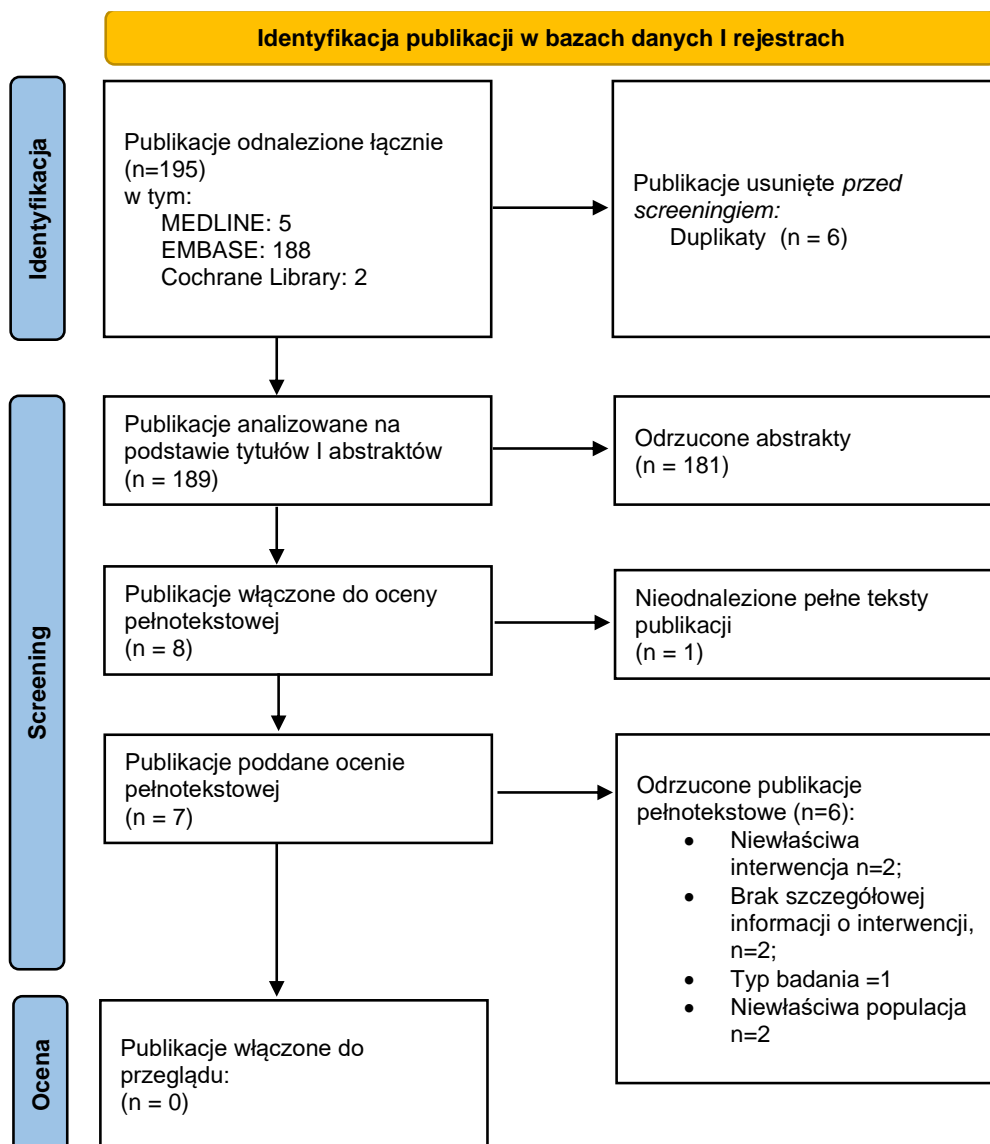 Identyfikacja publikacji w bazach danych I rejestrach
Identyfikacja
Publikacje odnalezione łącznie
(n=195)
w tym:
MEDLINE: 5
EMBASE: 188
Cochrane Library: 2
Publikacje usunięte przed
screeningiem:
Duplikaty (n = 6)
Screening
Publikacje analizowane na
podstawie tytułów I abstraktów
(n = 189)
Odrzucone abstrakty
(n = 181)
Publikacje włączone do oceny
pełnotekstowej
(n = 8)
Nieodnalezione pełne teksty
publikacji
(n = 1)
Publikacje poddane ocenie
pełnotekstowej
(n = 7)
Odrzucone publikacje
pełnotekstowe (n=6):
• Niewłaściwa
interwencja n=2;
• Brak szczegółowej
informacji o interwencji,
n=2;
• Typ badania =1
• Niewłaściwa populacja
n=2
Ocena
Publikacje włączone do
przeglądu:
(n = 0)